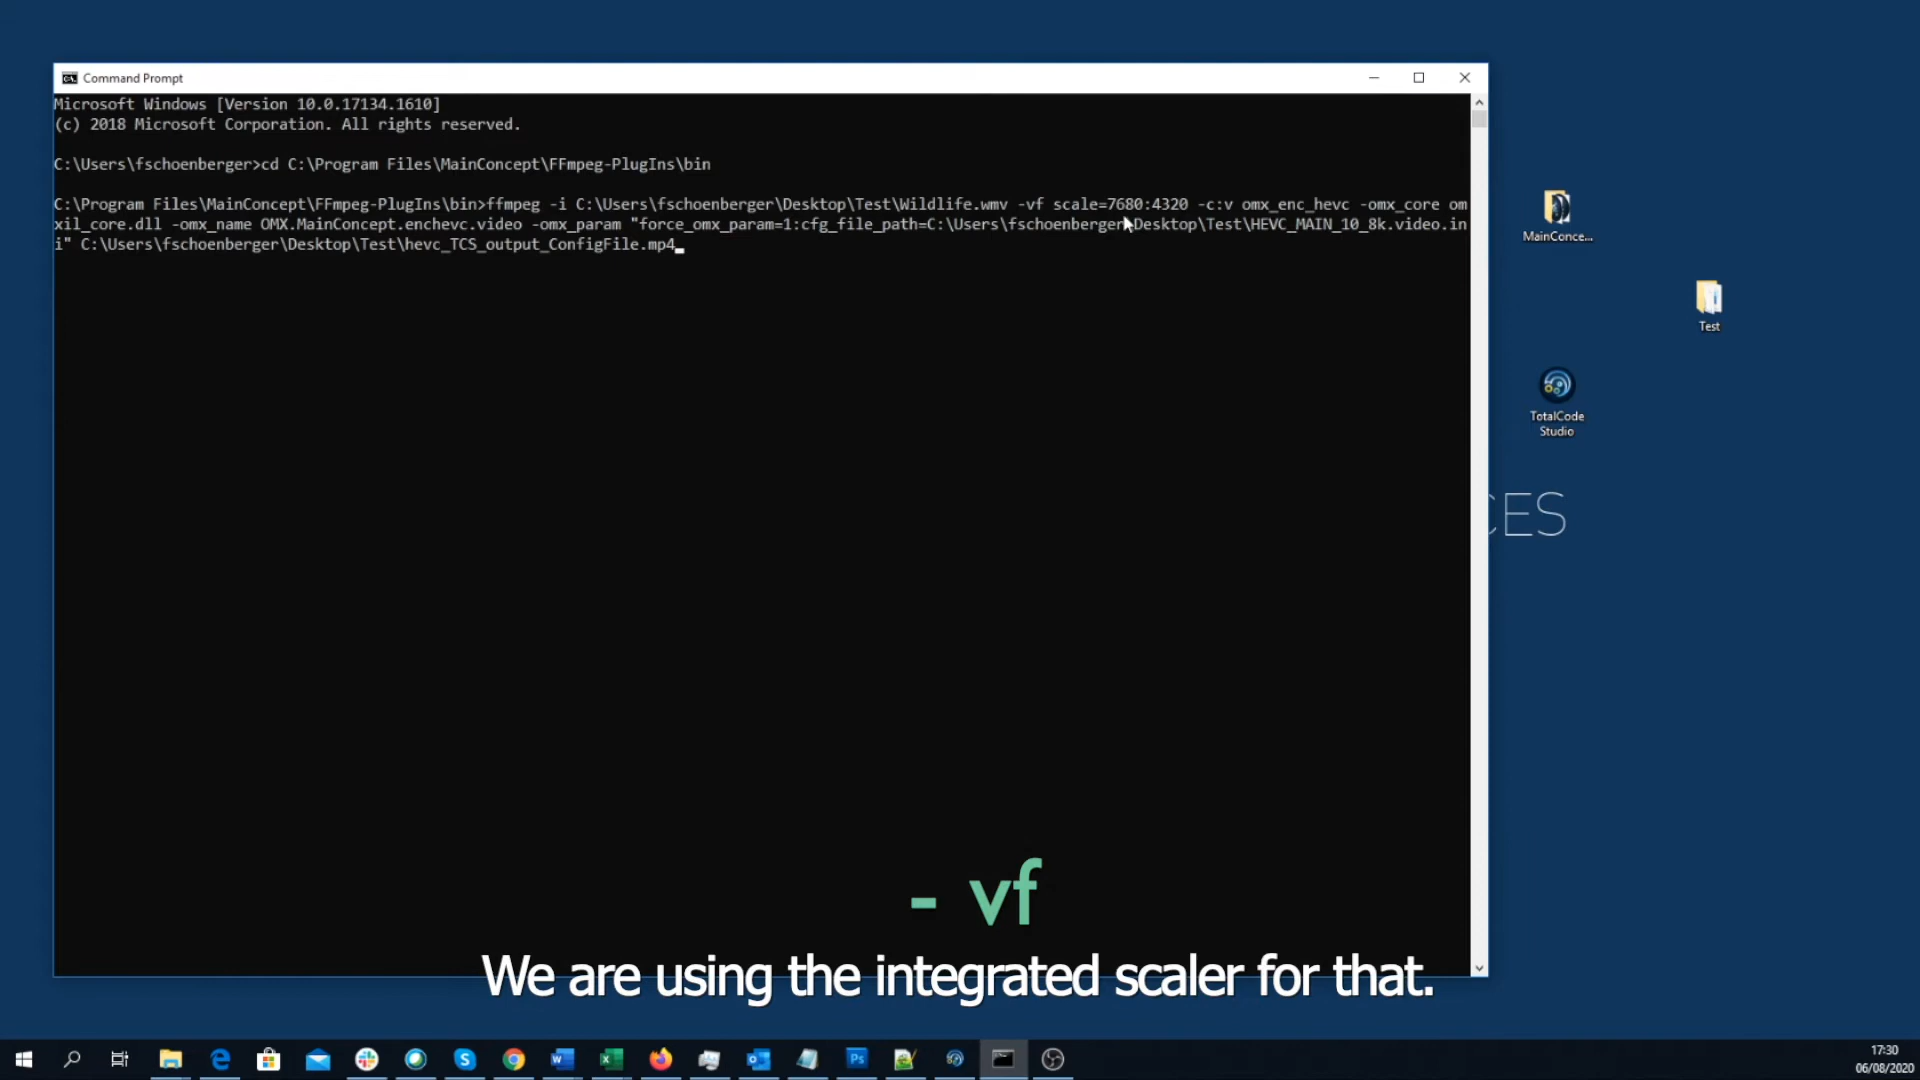 Command Prompt
Microsoft Windows [Version 10.0.17134.1610]
(c) 2018 Microsoft Corporation. All rights reserved.
C:\Users\fschoenberger>cd C:\Program Files\MainConcept\FFmpeg-PlugIns\bin
C:\Program Files\MainConcept\FFmpeg-PlugIns\bin>ffmpeg -i C:\Users\fschoenberger\Desktop\Test\Wildlife.wmv -vf scale=7680:4320 -c:v omx_enc_hevc -omx_core om
xil_core.dll -omx_name OMX.MainConcept.enchevc.video -omx_param "force_omx_param=1:cfg_file_path=C:\Users\fschoenberger\Desktop\Test\HEVC_MAIN_10_8k.video.in
i" C:\Users\fschoenberger\Desktop\Test\hevc_TCS_output_ConfigFile.mp4
MainConce...
Test
TotalCode
Studio
CES
- vf
We are using the integrated scaler for that.
17:30
06/08/2020